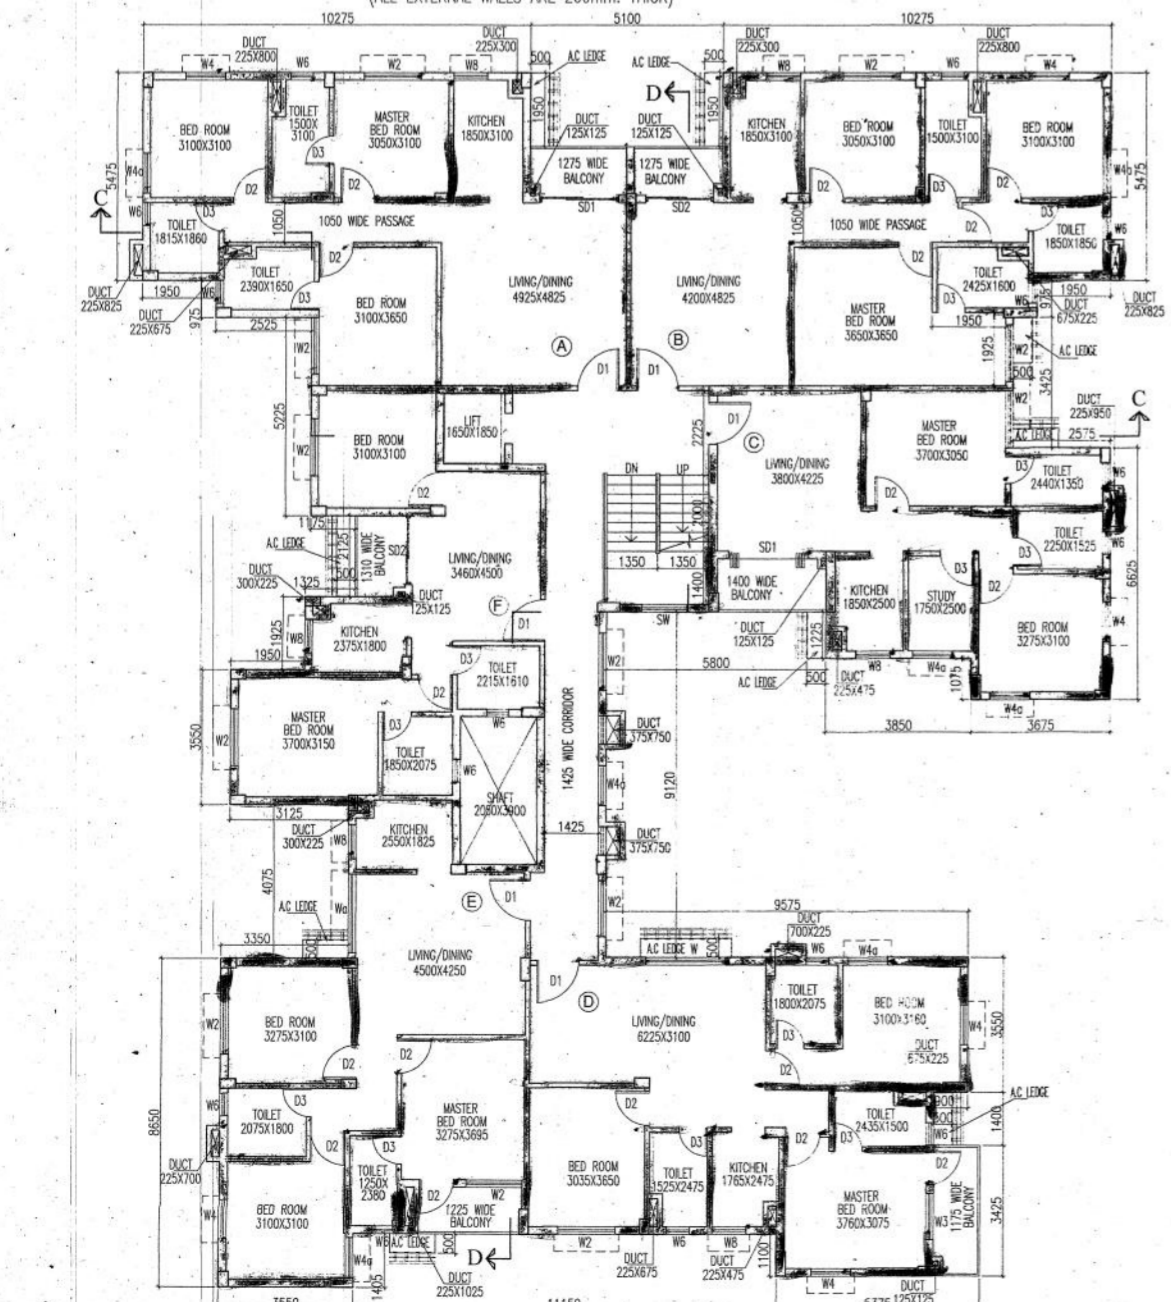 (ALL EXTERNAL WALLS ARE 200mm. THICK)
10275
5100
10275
DUCT
225X800
W4
W6
W2
W8
DUCT
225X300
500
A.C LEDGE
A.C LEDGE
500
DUCT
225X300
W8
W2
W6
DUCT
225X800
W4
D
1950
1950
DUCT
125X125
DUCT
125X125
BED ROOM
3100X3100
TOILET
1500X
3100
D3
MASTER
BED ROOM
3050X3100
KITCHEN
1850X3100
1275 WIDE
BALCONY
1275 WIDE
BALCONY
KITCHEN
1850X3100
BED ROOM
3050X3100
TOILET
1500X3100
BED ROOM
3100X3100
5475
5475
W4a
W4a
D2
D2
SD1
SD2
D2
D3
D2
C
W6
D3
TOILET
1815X1860
1050
1050 WIDE PASSAGE
1050
1050 WIDE PASSAGE
D2
D3
TOILET
1850X1850
W6
DUCT
225X825
1950
DUCT
225X675
W6
975
2525
TOILET
2390X1650
D3
D2
BED ROOM
3100X3650
LIVING/DINING
4925X4825
LIVING/DINING
4200X4825
D2
TOILET
2425X1600
D3
1950
W6
975
1950
DUCT
675X225
DUCT
225X825
MASTER
BED ROOM
3650X3650
1925
W2
500
A.C LEDGE
3425
W2
A
B
D1
D1
W2
5225
W2
BED ROOM
3100X3100
LIFT
1650X1850
D2
2225
D1
C
LIVING/DINING
3800X4225
MASTER
BED ROOM
3700X3050
D2
D3
W2
A.C LEDGE
DUCT
225X950
2575
C
TOILET
2440X1350
W6
W6
TOILET
2250X1525
D3
6625
DN
UP
2000
1350
1350
1400
SD1
1400 WIDE
BALCONY
KITCHEN
1850X2500
STUDY
1750X2500
D3
D2
BED ROOM
3275X3100
W4
1175
A.C LEDGE
2125
500
1310 WIDE
BALCONY
SD2
LIVING/DINING
3460X4500
DUCT
300X225
1325
DUCT
125X125
F
D1
SW
DUCT
125X125
1225
W8
W4a
1075
W4a
1925
W8
1950
KITCHEN
2375X1800
D3
TOILET
2215X1610
D2
W2
5800
A.C LEDGE
500
DUCT
225X475
3850
3675
3550
W2
MASTER
BED ROOM
3700X3150
D3
TOILET
1850X2075
W6
W6
SHAFT
2050X3900
1425 WIDE CORRIDOR
DUCT
375X750
W4a
9120
3125
DUCT
300X225
W8
KITCHEN
2550X1825
1425
DUCT
375X750
4075
Wa
A.C LEDGE
500
E
D1
W2
9575
3350
LIVING/DINING
4500X4250
A.C LEDGE
W
500
DUCT
700X225
W6
W4a
D1
D
W2
BED ROOM
3275X3100
D2
D2
LIVING/DINING
6225X3100
TOILET
1800X2075
D3
D2
BED ROOM
3100X3160
DUCT
675X225
W4
3550
A.C LEDGE
8650
W6
TOILET
2075X1800
D3
D2
MASTER
BED ROOM
3275X3695
D3
TOILET
1250X
2380
D2
W2
1225 WIDE
BALCONY
DUCT
225X700
W4
BED ROOM
3100X3100
D2
BED ROOM
3035X3650
TOILET
1525X2475
D3
KITCHEN
1765X2475
D2
D3
TOILET
2435X1500
W6
1400
D2
MASTER
BED ROOM
3760X3075
W3
1175 WIDE
BALCONY
3425
W6
A.C LEDGE
500
W4a
1405
D
DUCT
225X1025
W2
DUCT
225X675
W6
W8
DUCT
225X475
1100
W4
DUCT
125X125
3550
11150
6375